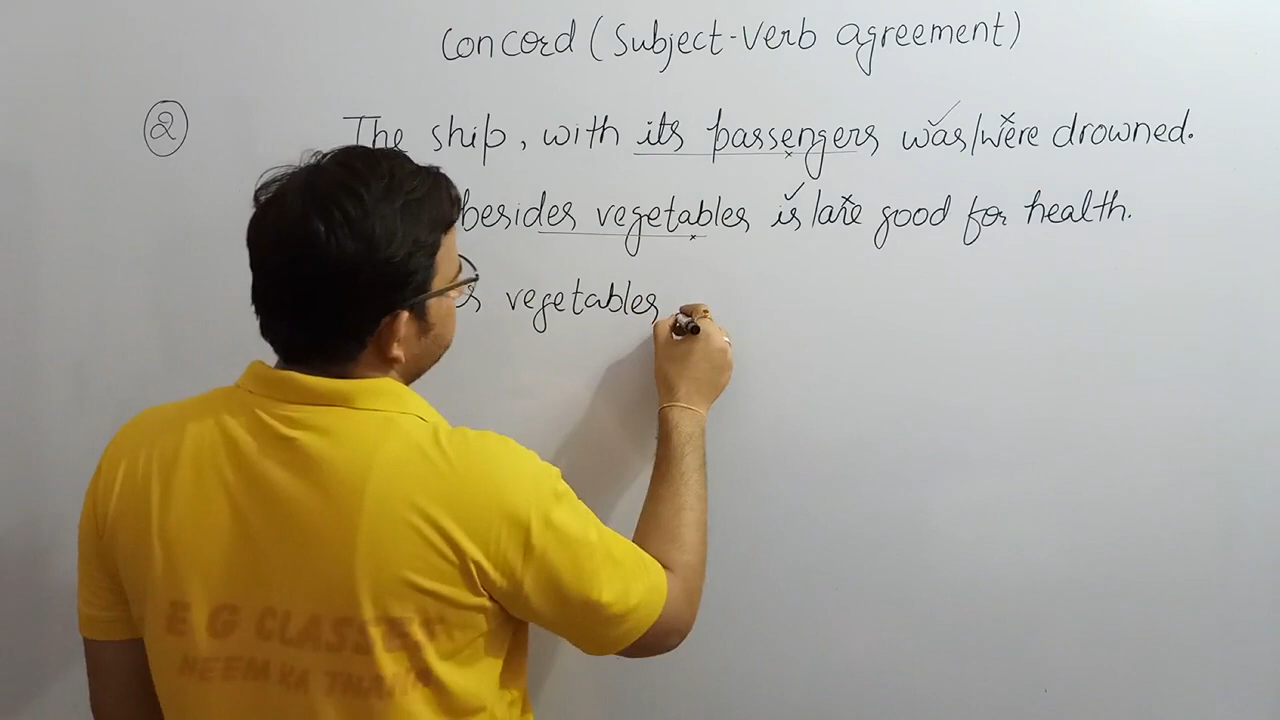 Concord (Subject-Verb agreement)
② The ship, with its passengers was/were drowned.
besides vegetables is/are good for health.
vegetables
E G CLASSES
NEEM KA THANA